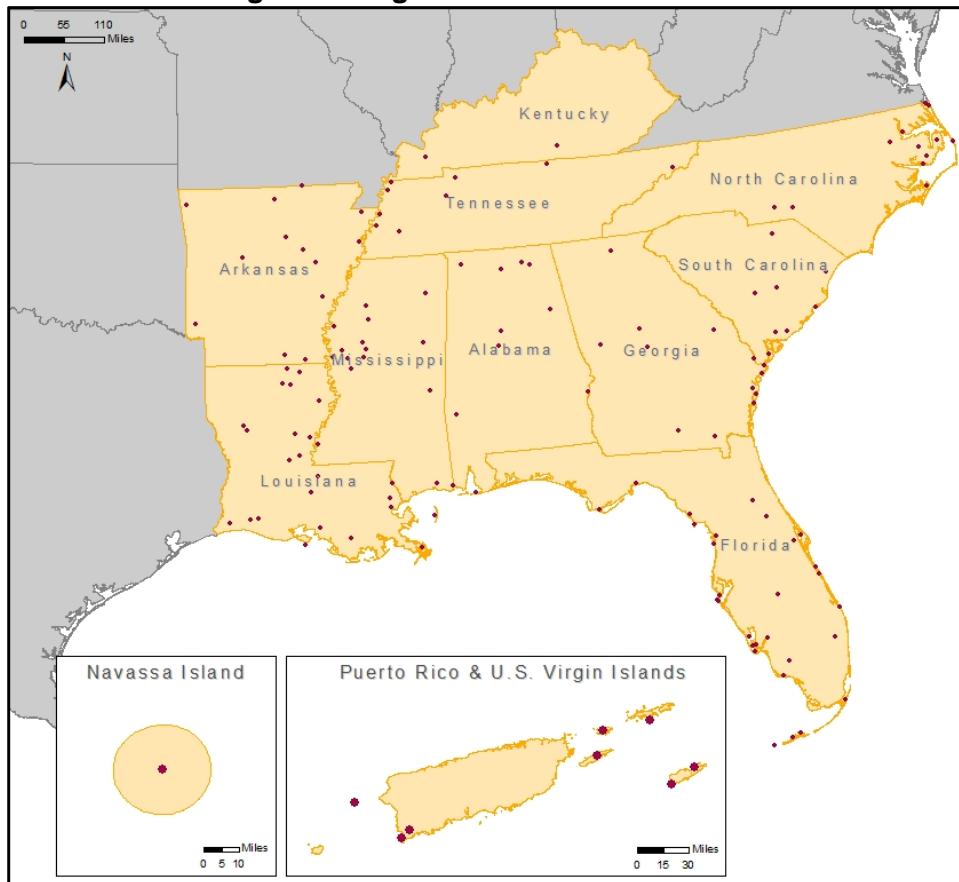 0 55 110
Miles
N
Kentucky
North Carolina
Tennessee
South Carolina
Arkansas
Mississippi
Alabama
Georgia
Louisiana
Florida
Navassa Island
Puerto Rico & U.S. Virgin Islands
Miles
0 5 10
Miles
0 15 30